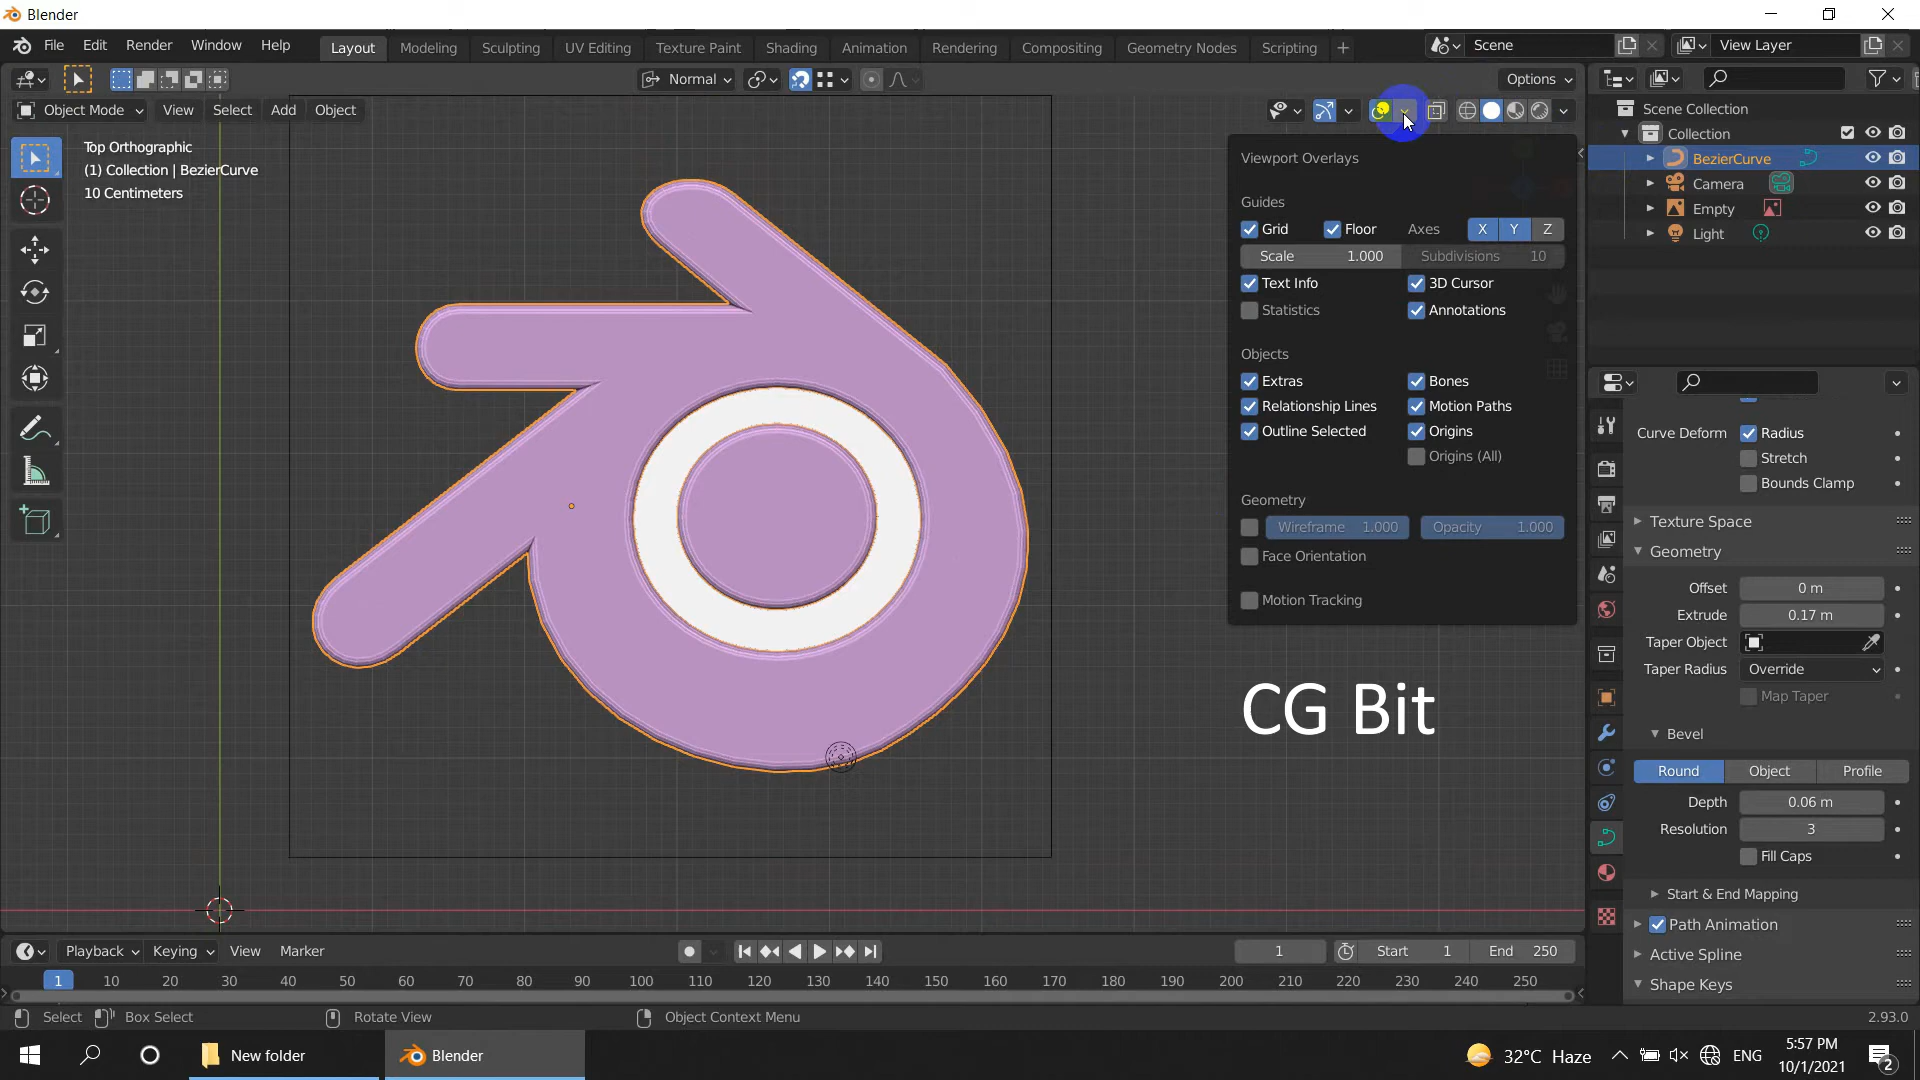 Blender
File Edit Render Window Help Layout Modeling Sculpting UV Editing Texture Paint Shading Animation Rendering Compositing Geometry Nodes Scripting Scene View Layer
Normal Options
Object Mode View Select Add Object
Top Orthographic
(1) Collection | BezierCurve
10 Centimeters
Viewport Overlays
Guides
Grid Floor Axes X Y Z
Scale 1.000 Subdivisions 10
Text Info 3D Cursor
Statistics Annotations
Objects
Extras Bones
Relationship Lines Motion Paths
Outline Selected Origins
Origins (All)
Geometry
Wireframe 1.000 Opacity 1.000
Face Orientation
Motion Tracking
CG Bit
Scene Collection
Collection
BezierCurve
Camera
Empty
Light
Curve Deform Radius
Stretch
Bounds Clamp
Texture Space
Geometry
Offset 0 m
Extrude 0.17 m
Taper Object
Taper Radius Override
Map Taper
Bevel
Round Object Profile
Depth 0.06 m
Resolution 3
Fill Caps
Start & End Mapping
Path Animation
Active Spline
Shape Keys
Playback Keying View Marker 1 Start 1 End 250
1 10 20 30 40 50 60 70 80 90 100 110 120 130 140 150 160 170 180 190 200 210 220 230 240 250
Select Box Select Rotate View Object Context Menu 2.93.0
New folder Blender 32°C Haze ENG
5:57 PM
10/1/2021
2